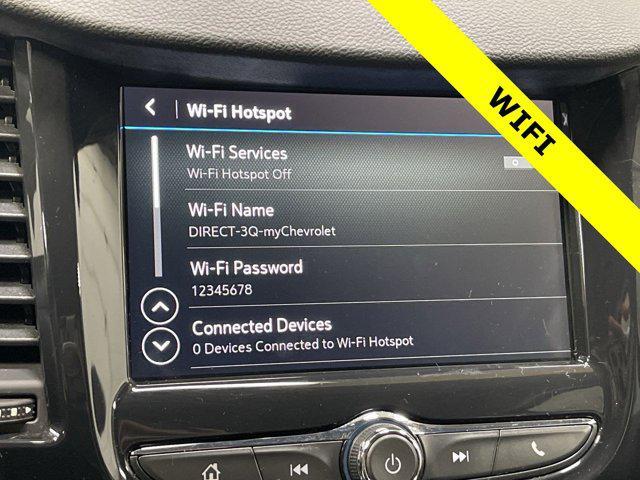 Wi-Fi Hotspot
WIFI
Wi-Fi Services
Wi-Fi Hotspot Off
Wi-Fi Name
DIRECT-3Q-myChevrolet
Wi-Fi Password
12345678
Connected Devices
0 Devices Connected to Wi-Fi Hotspot